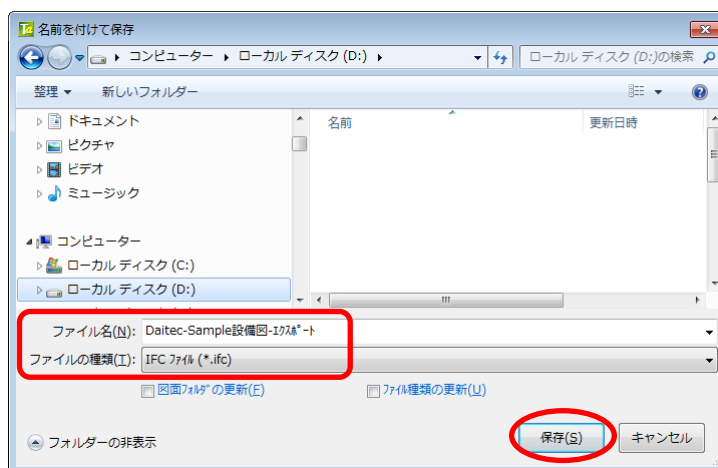 名前を付けて保存
コンピューター ▸ ローカル ディスク (D:) ▸
ローカル ディスク (D:)の検索
整理 ▼ 新しいフォルダー
ドキュメント
ピクチャ
ビデオ
ミュージック
コンピューター
ローカル ディスク (C:)
ローカル ディスク (D:)
名前 更新日時
ファイル名(N): Daitec-Sample設備図-ｴｸｽﾎﾟｰﾄ
ファイルの種類(T): IFC ﾌｧｲﾙ (*.ifc)
図面ﾌｫﾙﾀﾞの更新(F) ﾌｧｲﾙ種類の更新(U)
フォルダーの非表示 保存(S) キャンセル